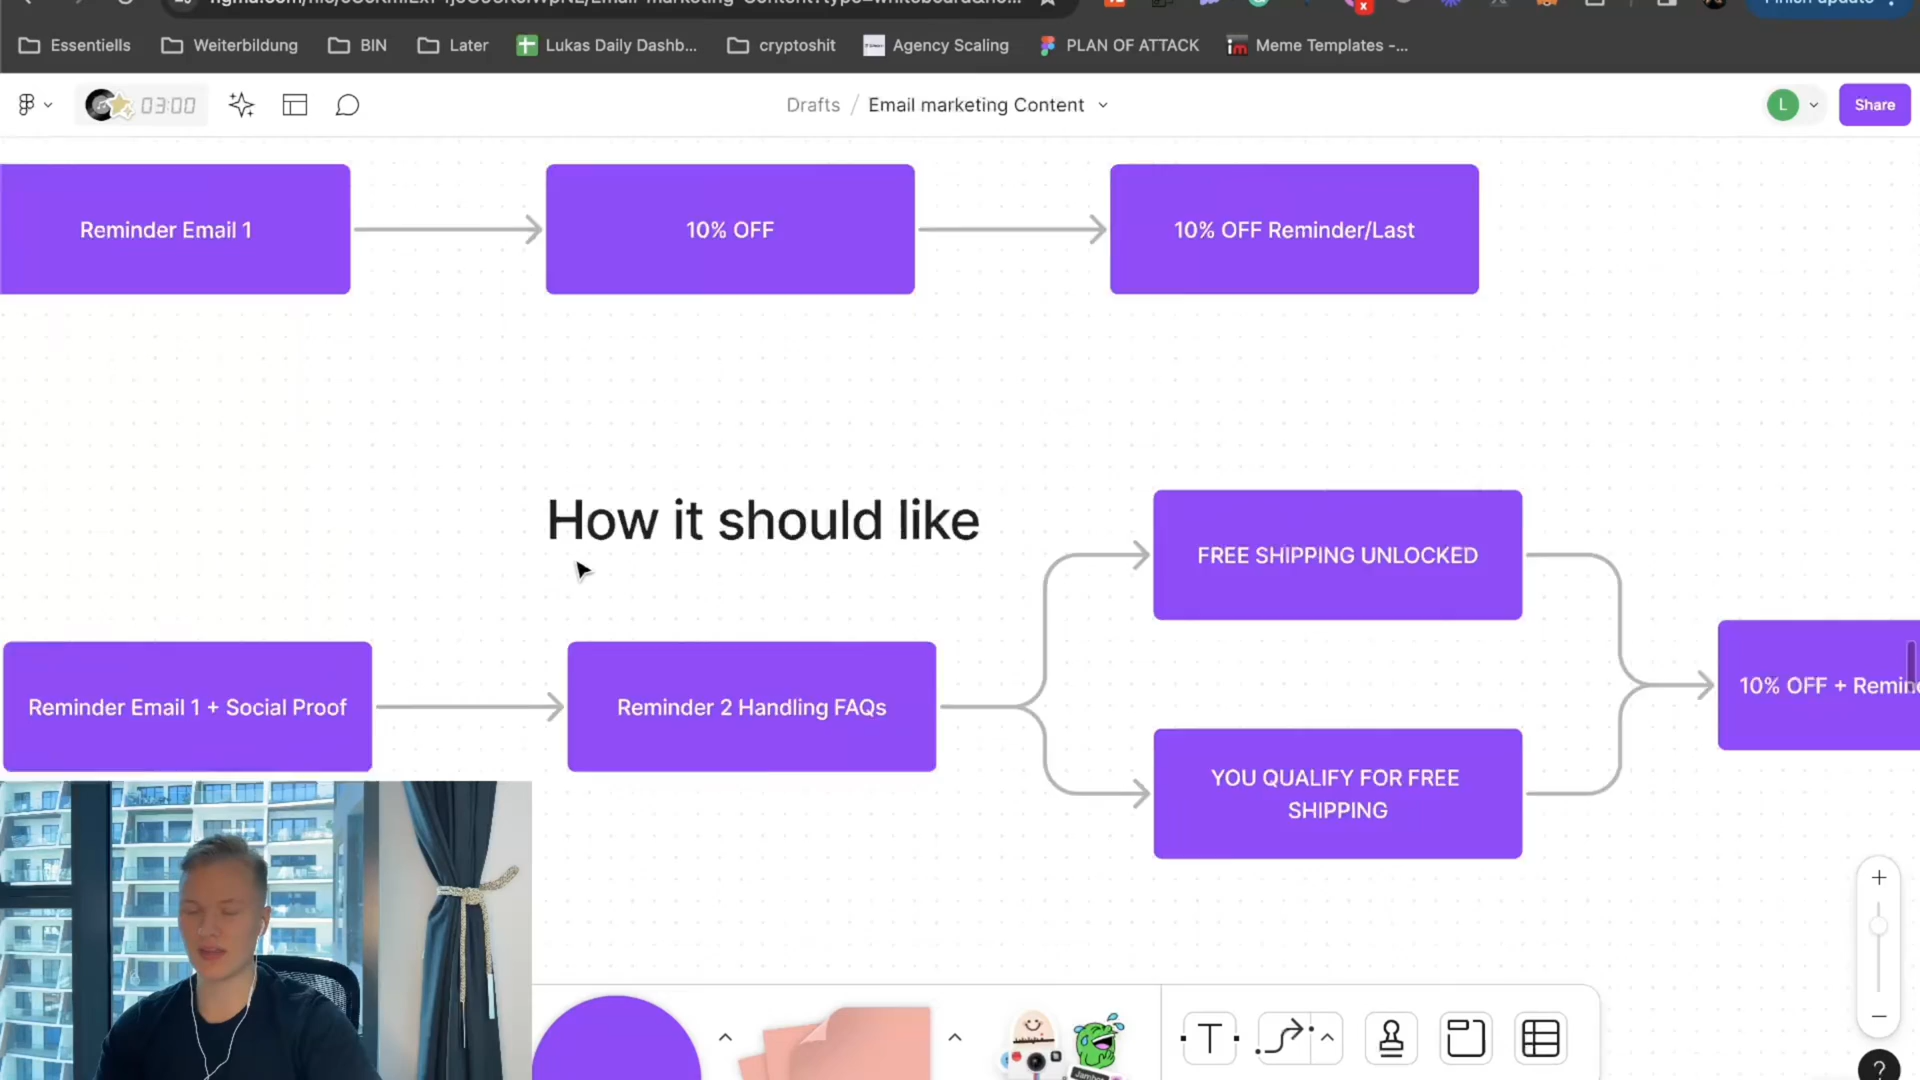 Essentiells
Weiterbildung
BIN
Later
Lukas Daily Dashb...
cryptoshit
Agency Scaling
PLAN OF ATTACK
Meme Templates -...
03:00
Drafts / Email marketing Content
L
Share
Reminder Email 1
10% OFF
10% OFF Reminder/Last
How it should like
FREE SHIPPING UNLOCKED
Reminder Email 1 + Social Proof
Reminder 2 Handling FAQs
10% OFF + Remin
YOU QUALIFY FOR FREE
SHIPPING
T
?